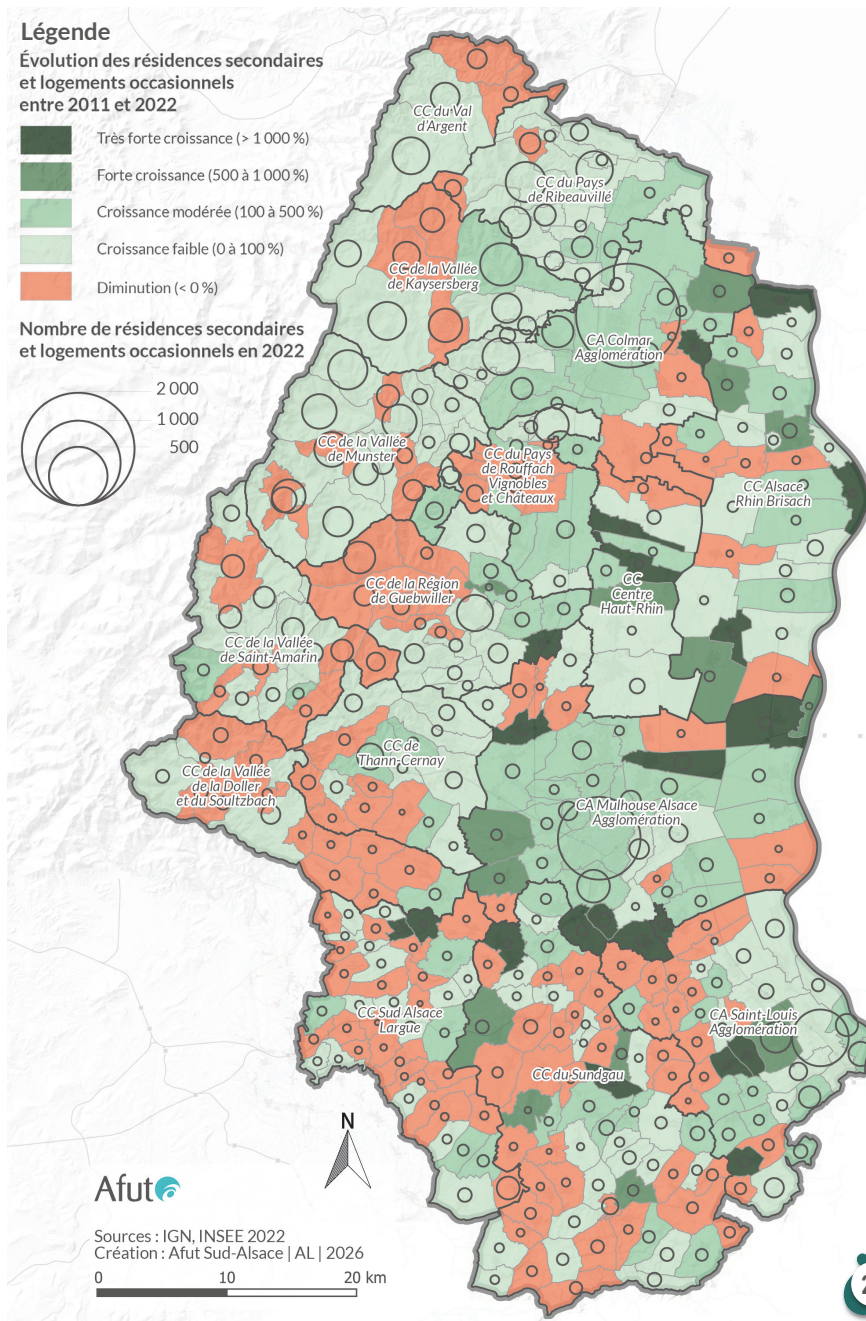 Légende
Évolution des résidences secondaires
et logements occasionnels
entre 2011 et 2022
Très forte croissance (> 1 000 %)
Forte croissance (500 à 1 000 %)
Croissance modérée (100 à 500 %)
Croissance faible (0 à 100 %)
Diminution (< 0 %)
Nombre de résidences secondaires
et logements occasionnels en 2022
2 000
1 000
500
CC du Val
d'Argent
CC du Pays
de Ribeauvillé
CC de la Vallée
de Kaysersberg
CA Colmar
Agglomération
CC de la Vallée
de Munster
CC du Pays
de Rouffach
Vignobles
et Châteaux
CC Alsace
Rhin Brisach
CC de la Région
de Guebwiller
CC
Centre
Haut-Rhin
CC de la Vallée
de Saint-Amarin
CC de
Thann-Cernay
CC de la Vallée
de la Doller
et du Soultzbach
CA Mulhouse Alsace
Agglomération
CC Sud Alsace
Largue
CA Saint-Louis
Agglomération
CC du Sundgau
N
Afut
Sources : IGN, INSEE 2022
Création : Afut Sud-Alsace | AL | 2026
0 10 20 km